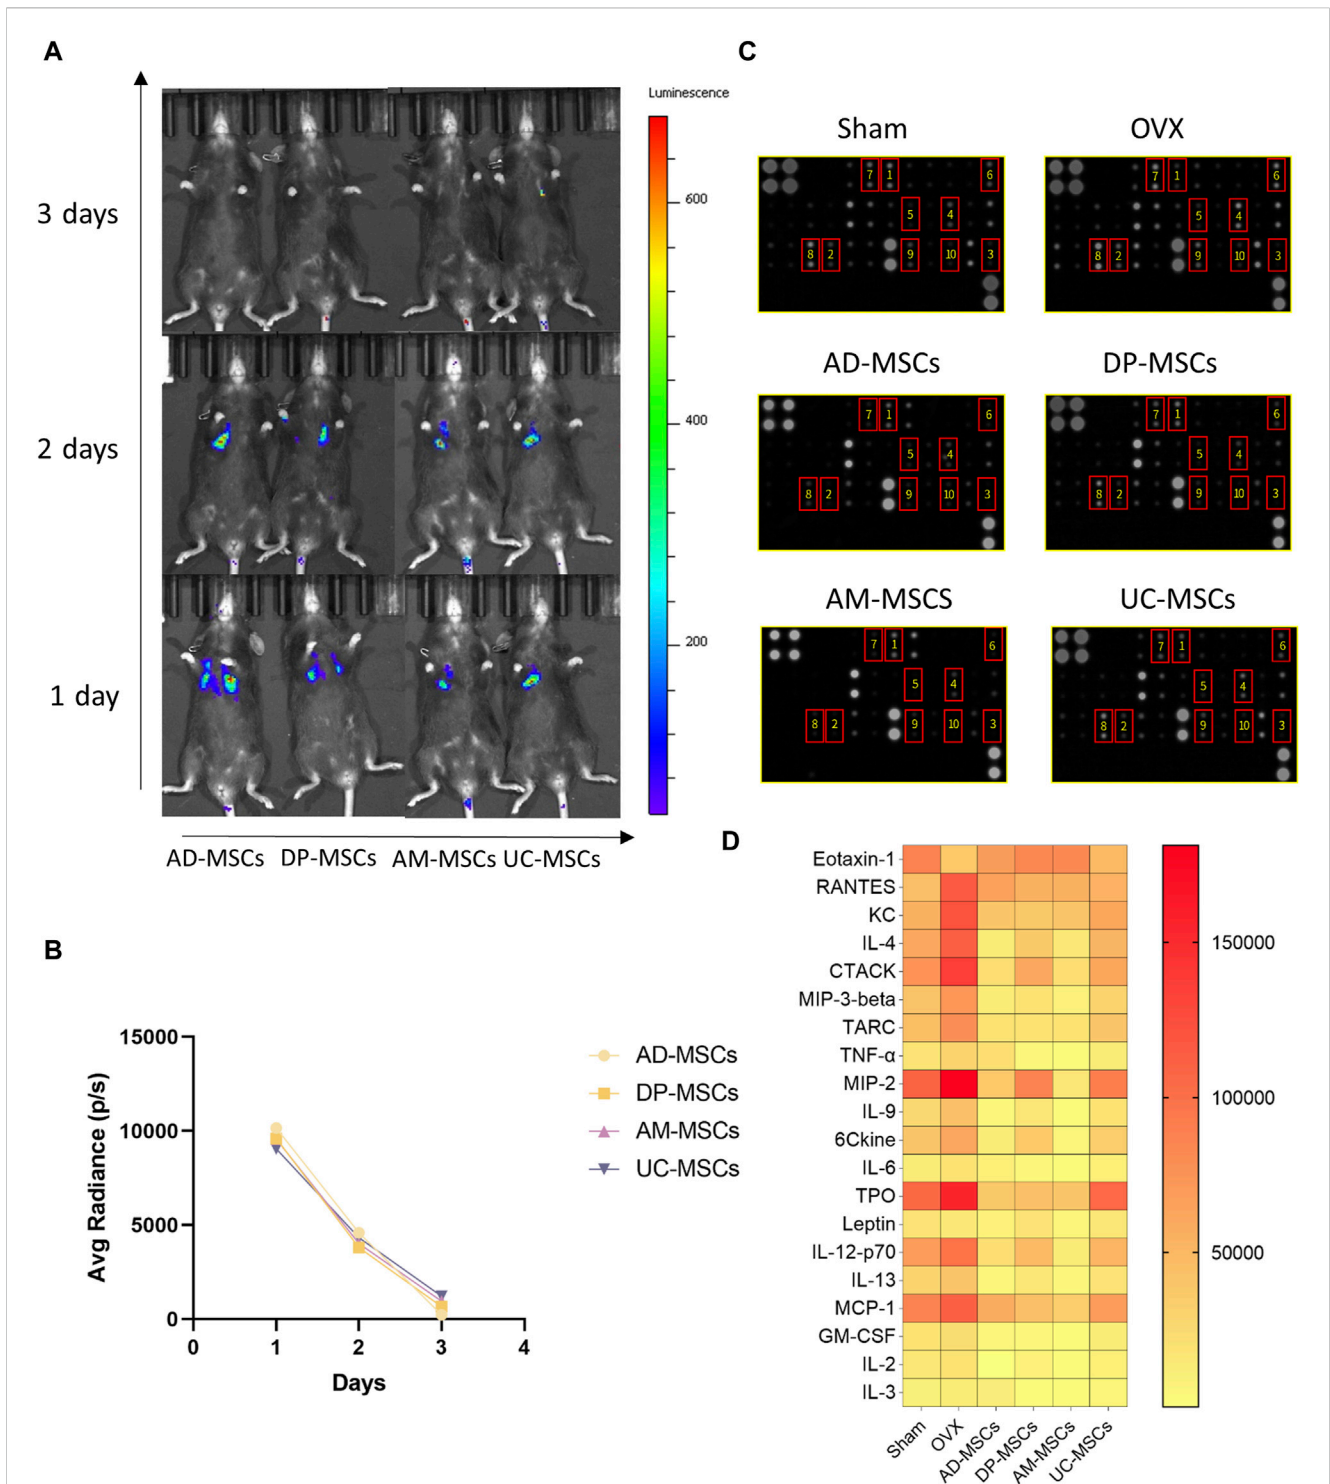 A
3 days
2 days
1 day
Luminescence
600
400
200
AD-MSCs DP-MSCs AM-MSCs UC-MSCs
B
15000
10000
5000
0
0 1 2 3 4
Avg Radiance (p/s)
Days
AD-MSCs
DP-MSCs
AM-MSCs
UC-MSCs
C
Sham
7 1 6
5 4
8 2 9 10 3
OVX
7 1 6
5 4
8 2 9 10 3
AD-MSCs
7 1 6
5 4
8 2 9 10 3
DP-MSCs
7 1 6
5 4
8 2 9 10 3
AM-MSCS
7 1 6
5 4
8 2 9 10 3
UC-MSCs
7 1 6
5 4
8 2 9 10 3
D
Eotaxin-1
RANTES
KC
IL-4
CTACK
MIP-3-beta
TARC
TNF-α
MIP-2
IL-9
6Ckine
IL-6
TPO
Leptin
IL-12-p70
IL-13
MCP-1
GM-CSF
IL-2
IL-3
Sham
OVX
AD-MSCs
DP-MSCs
AM-MSCs
UC-MSCs
150000
100000
50000